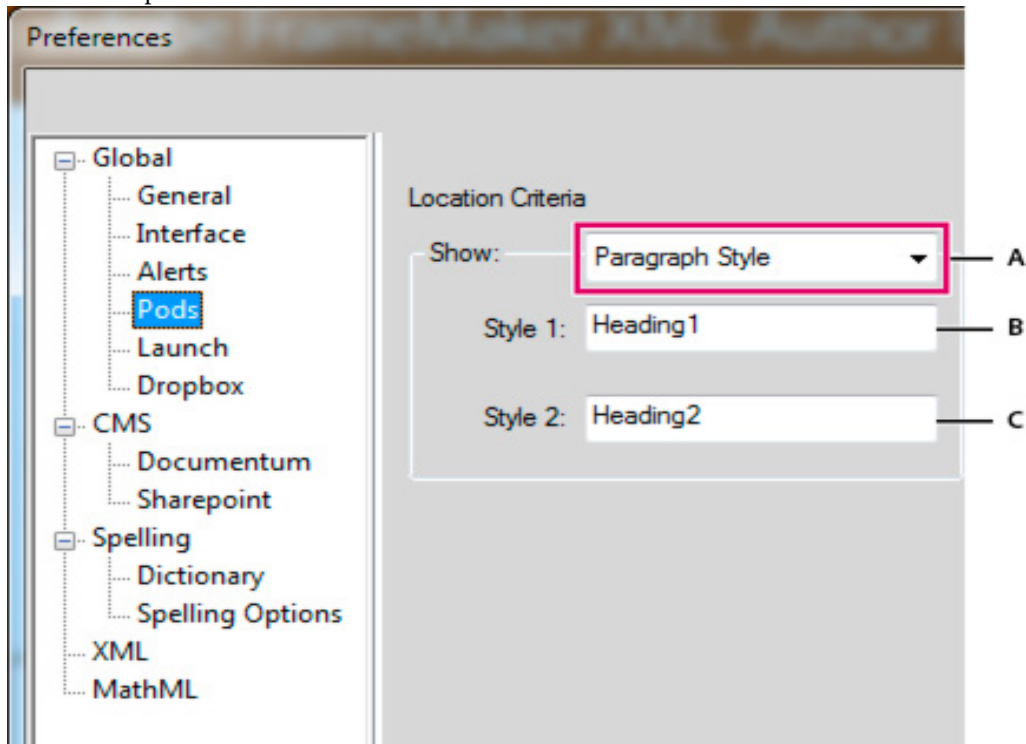 Preferences
Global
General
Interface
Alerts
Pods
Launch
Dropbox
CMS
Documentum
Sharepoint
Spelling
Dictionary
Spelling Options
XML
MathML
Location Criteria
Show: Paragraph Style A
Style 1: Heading1 B
Style 2: Heading2 C